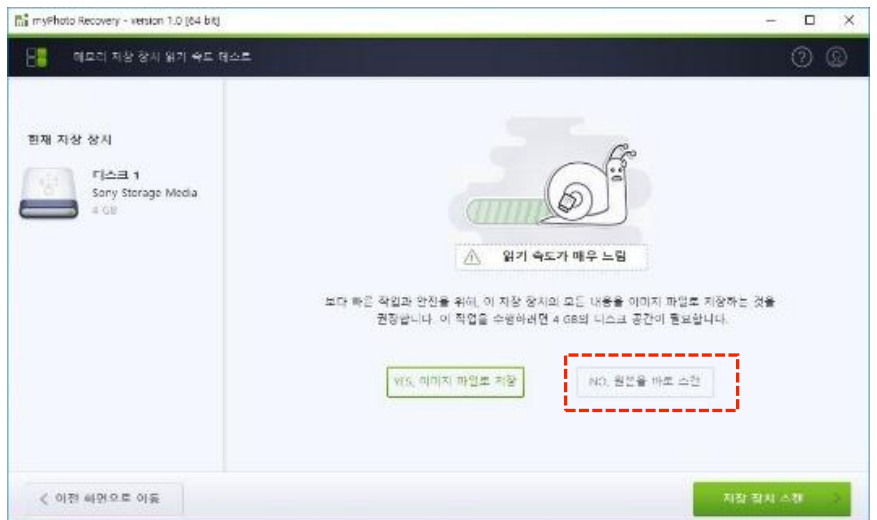 myPhoto Recovery - version 1.0 [64 bit]
메모리 저장 장치 읽기 속도 테스트
현재 저장 장치
디스크 1
Sony Storage Media
4 GB
읽기 속도가 매우 느림
보다 빠른 작업과 안전을 위해, 이 저장 장치의 모든 내용을 이미지 파일로 저장하는 것을
권장합니다. 이 작업을 수행하려면 4 GB의 디스크 공간이 필요합니다.
YES, 이미지 파일로 저장
NO, 원본을 바로 스캔
이전 화면으로 이동
저장 장치 스캔